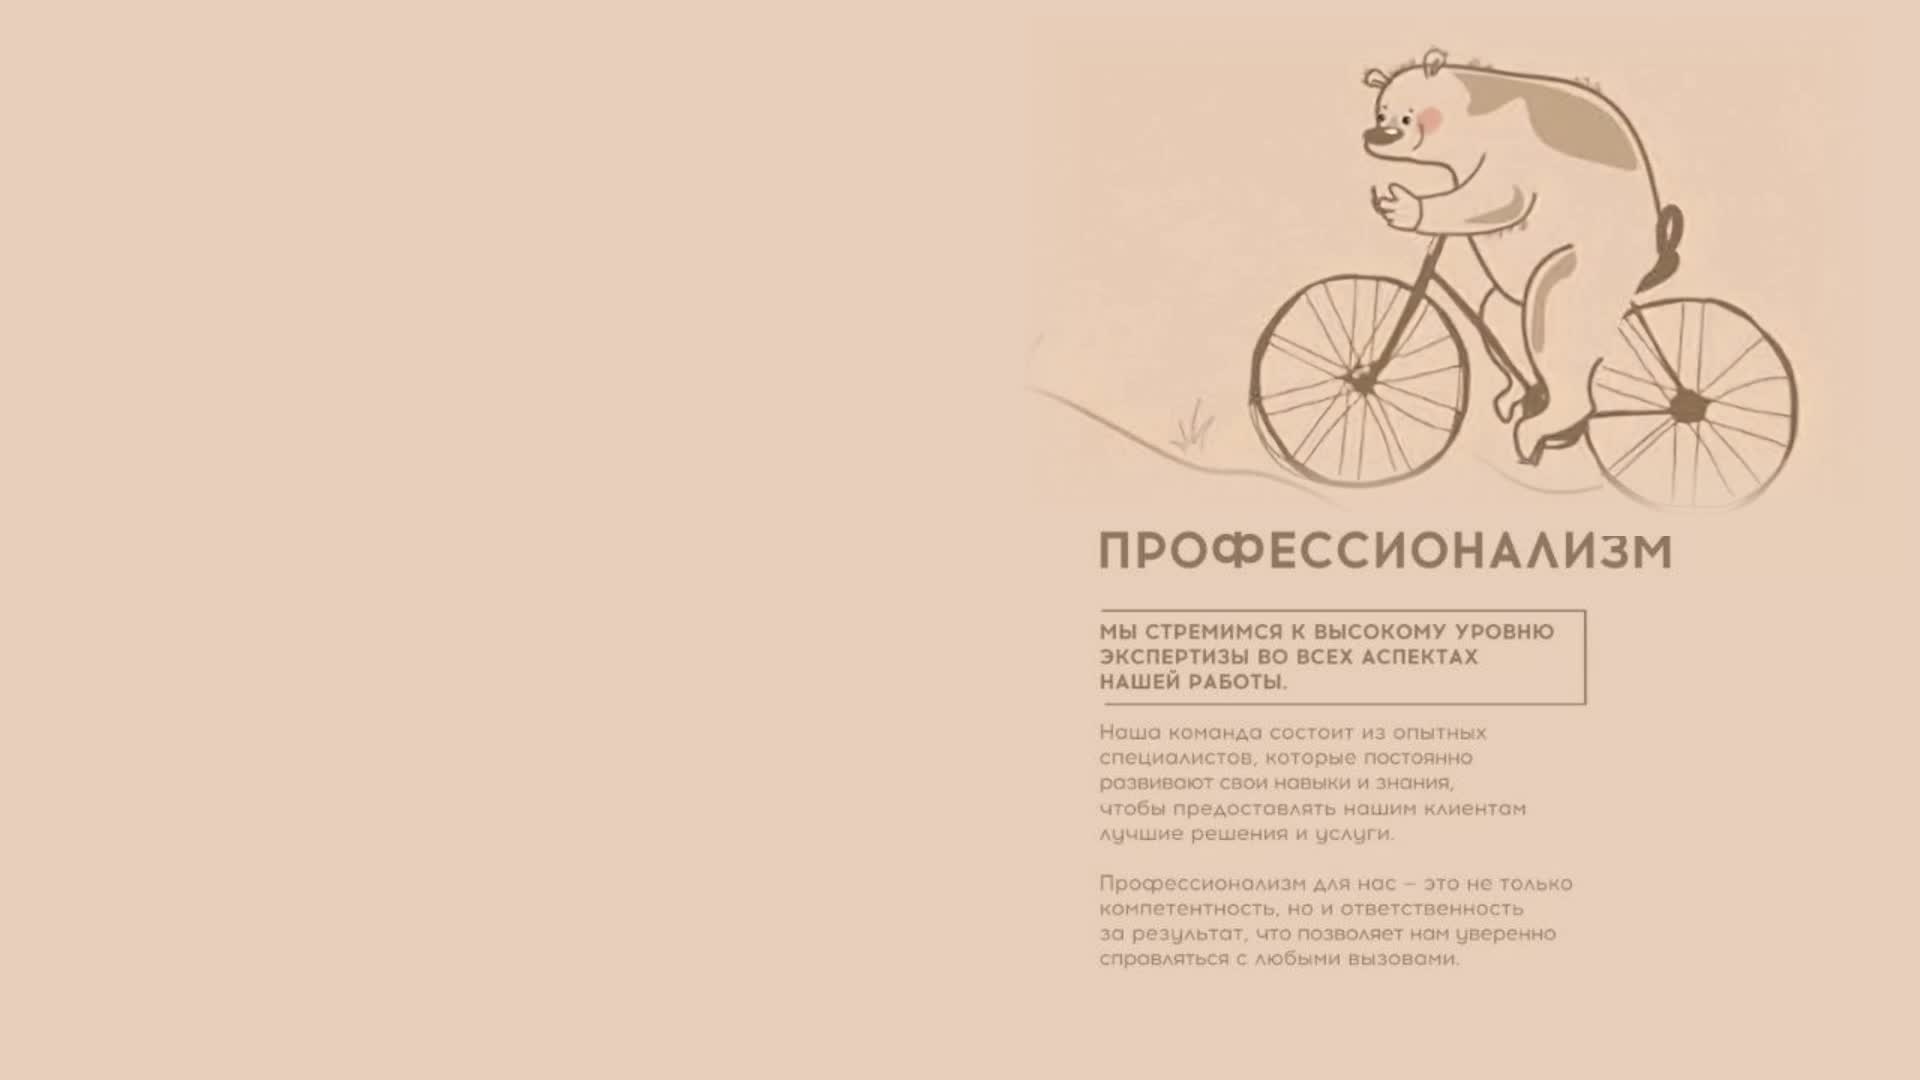 ПРОФЕССИОНАЛИЗМ
МЫ СТРЕМИМСЯ К ВЫСОКОМУ УРОВНЮ
ЭКСПЕРТИЗЫ ВО ВСЕХ АСПЕКТАХ
НАШЕЙ РАБОТЫ.
Наша команда состоит из опытных
специалистов, которые постоянно
развивают свои навыки и знания,
чтобы предоставлять нашим клиентам
лучшие решения и услуги.
Профессионализм для нас – это не только
компетентность, но и ответственность
за результат, что позволяет нам уверенно
справляться с любыми вызовами.